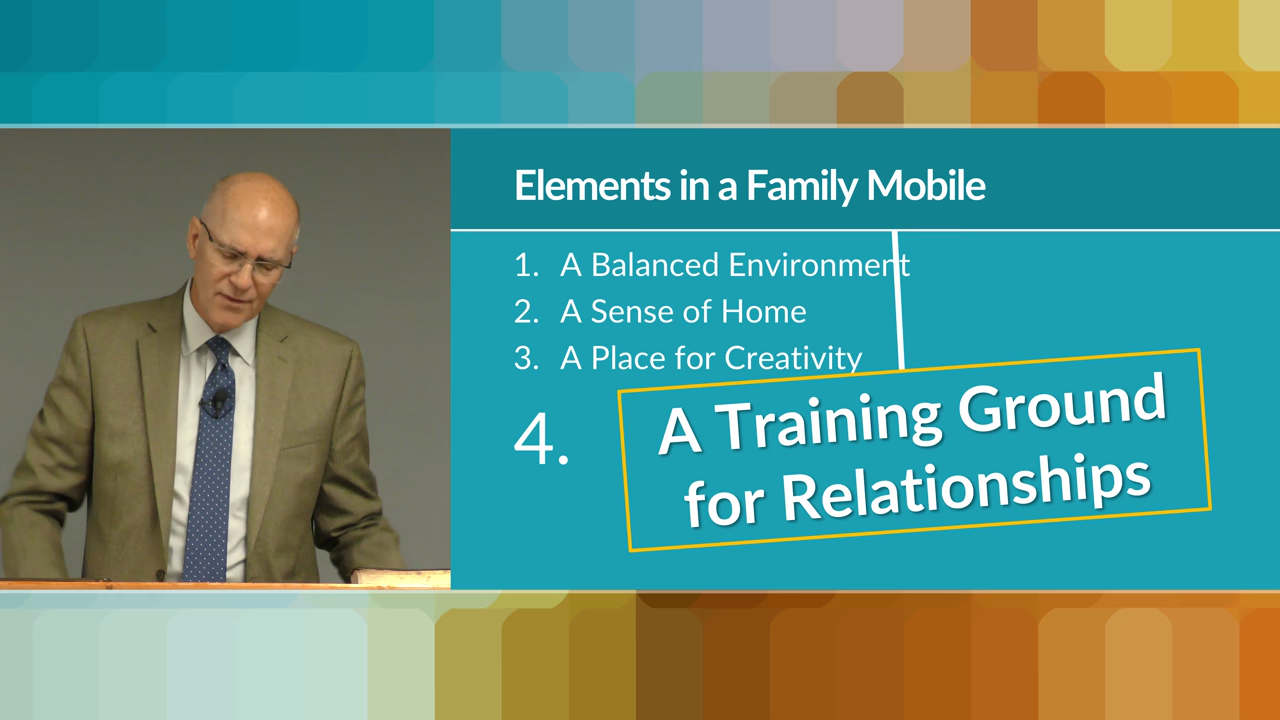 Elements in a Family Mobile
1. A Balanced Environment
2. A Sense of Home
3. A Place for Creativity
4. A Training Ground
for Relationships